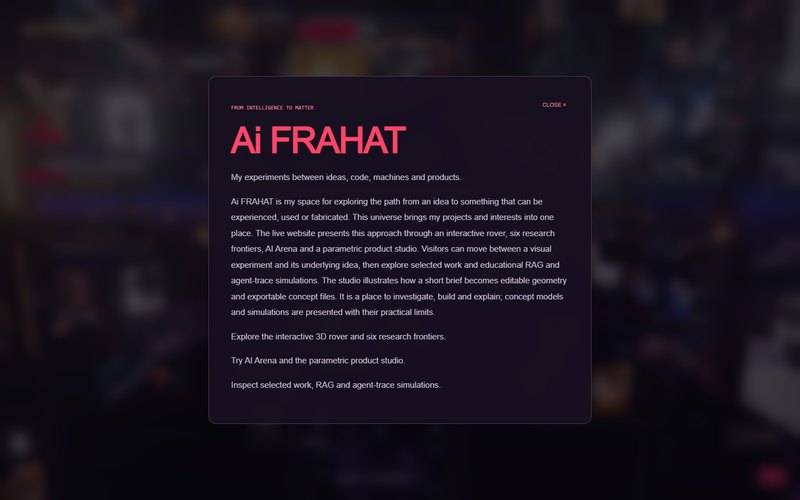 FROM INTELLIGENCE TO MATTER
CLOSE ×
Ai FRAHAT
My experiments between ideas, code, machines and products.
Ai FRAHAT is my space for exploring the path from an idea to something that can be
experienced, used or fabricated. This universe brings my projects and interests into one
place. The live website presents this approach through an interactive rover, six research
frontiers, AI Arena and a parametric product studio. Visitors can move between a visual
experiment and its underlying idea, then explore selected work and educational RAG and
agent-trace simulations. The studio illustrates how a short brief becomes editable geometry
and exportable concept files. It is a place to investigate, build and explain; concept models
and simulations are presented with their practical limits.
Explore the interactive 3D rover and six research frontiers.
Try AI Arena and the parametric product studio.
Inspect selected work, RAG and agent-trace simulations.